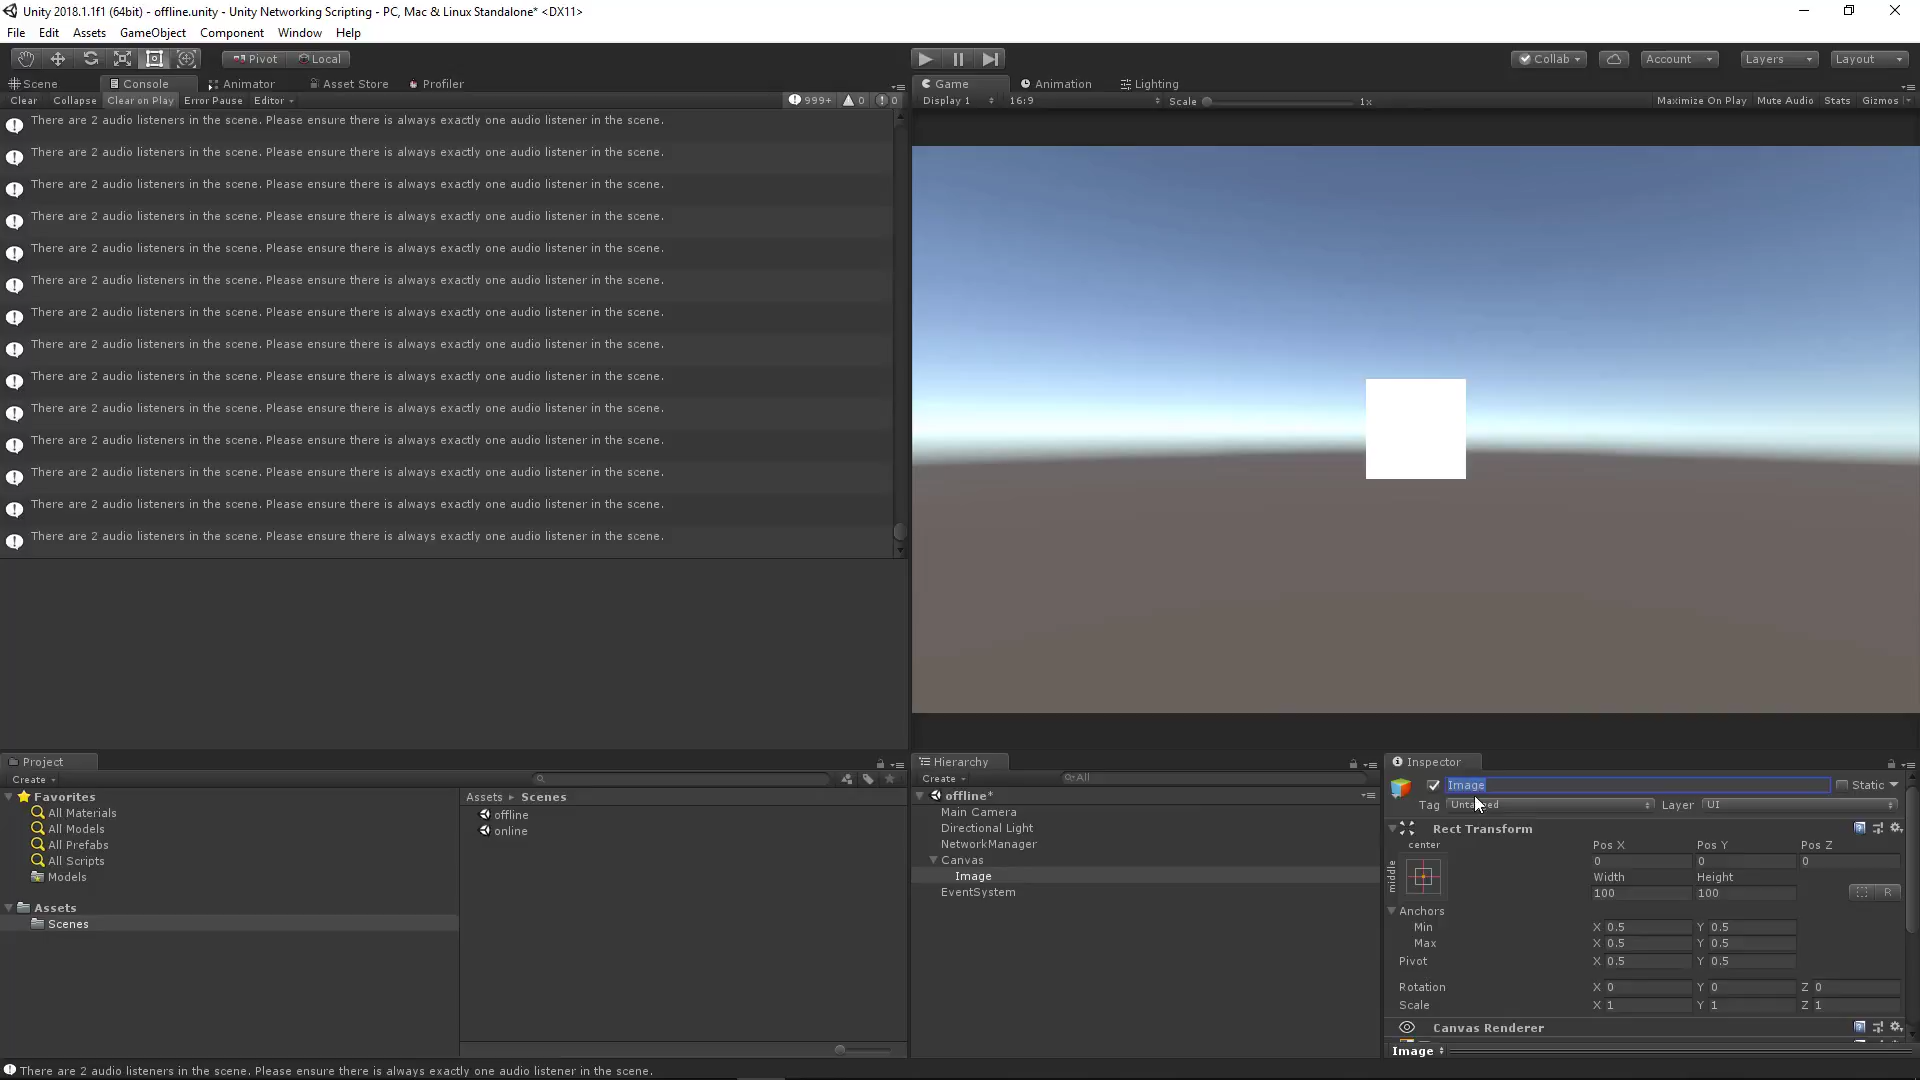 Unity 2018.1.1f1 (64bit) - offline.unity - Unity Networking Scripting - PC, Mac & Linux Standalone* <DX11>
File Edit Assets GameObject Component Window Help
Pivot Local Collab Account Layers Layout
Scene Console Animator Asset Store Profiler
Clear Collapse Clear on Play Error Pause Editor 999+ 0 0
There are 2 audio listeners in the scene. Please ensure there is always exactly one audio listener in the scene.
There are 2 audio listeners in the scene. Please ensure there is always exactly one audio listener in the scene.
There are 2 audio listeners in the scene. Please ensure there is always exactly one audio listener in the scene.
There are 2 audio listeners in the scene. Please ensure there is always exactly one audio listener in the scene.
There are 2 audio listeners in the scene. Please ensure there is always exactly one audio listener in the scene.
There are 2 audio listeners in the scene. Please ensure there is always exactly one audio listener in the scene.
There are 2 audio listeners in the scene. Please ensure there is always exactly one audio listener in the scene.
There are 2 audio listeners in the scene. Please ensure there is always exactly one audio listener in the scene.
There are 2 audio listeners in the scene. Please ensure there is always exactly one audio listener in the scene.
There are 2 audio listeners in the scene. Please ensure there is always exactly one audio listener in the scene.
There are 2 audio listeners in the scene. Please ensure there is always exactly one audio listener in the scene.
There are 2 audio listeners in the scene. Please ensure there is always exactly one audio listener in the scene.
There are 2 audio listeners in the scene. Please ensure there is always exactly one audio listener in the scene.
There are 2 audio listeners in the scene. Please ensure there is always exactly one audio listener in the scene.
Game Animation Lighting
Display 1 16:9 Scale 1x Maximize On Play Mute Audio Stats Gizmos
Project
Create
Favorites
All Materials
All Models
All Prefabs
All Scripts
Models
Assets
Scenes
Assets Scenes
offline
online
Hierarchy
Create All
offline*
Main Camera
Directional Light
NetworkManager
Canvas
Image
EventSystem
Inspector
Image Static
Tag Layer UI
Rect Transform
center Pos X Pos Y Pos Z
middle 0 0 0
Width Height
100 100 R
Anchors
Min X 0.5 Y 0.5
Max X 0.5 Y 0.5
Pivot X 0.5 Y 0.5
Rotation X 0 Y 0 Z 0
Scale X 1 Y 1 Z 1
Canvas Renderer
Image
There are 2 audio listeners in the scene. Please ensure there is always exactly one audio listener in the scene.